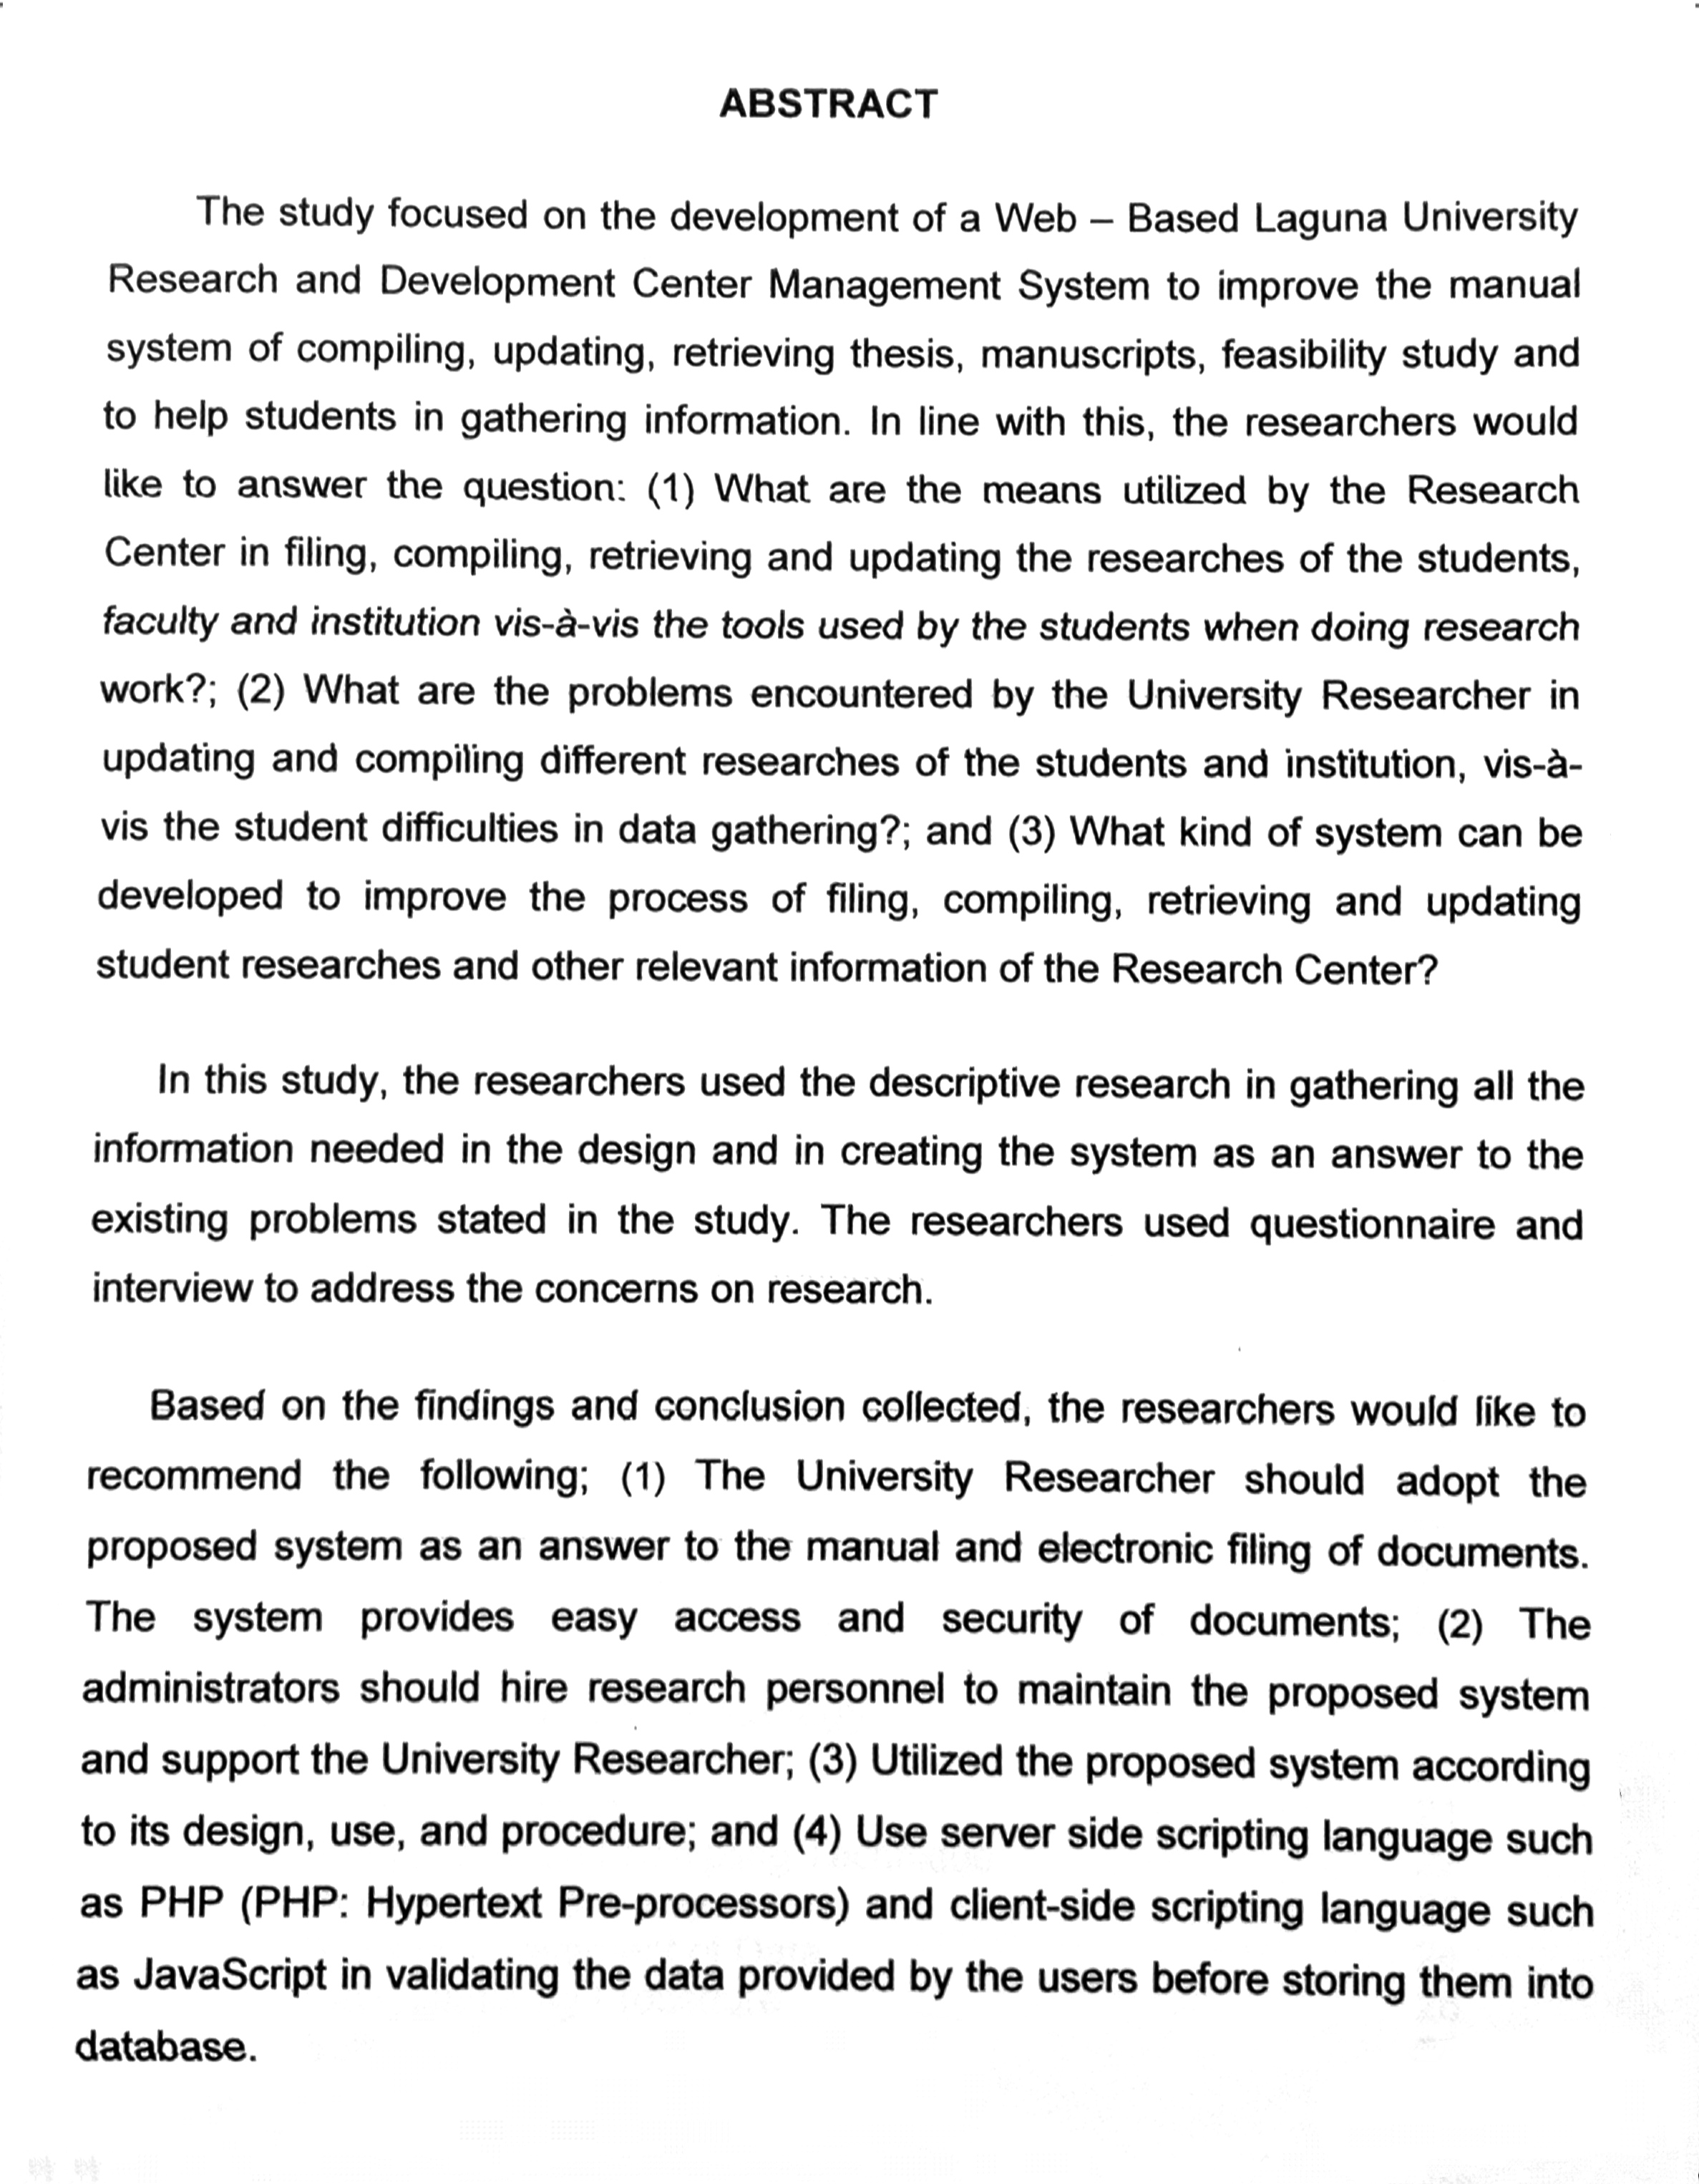 ABSTRACT
The study focused on the development of a Web – Based Laguna University
Research and Development Center Management System to improve the manual
system of compiling, updating, retrieving thesis, manuscripts, feasibility study and
to help students in gathering information. In line with this, the researchers would
like to answer the question: (1) What are the means utilized by the Research
Center in filing, compiling, retrieving and updating the researches of the students,
faculty and institution vis-à-vis the tools used by the students when doing research
work?; (2) What are the problems encountered by the University Researcher in
updating and compiling different researches of the students and institution, vis-à-
vis the student difficulties in data gathering?; and (3) What kind of system can be
developed to improve the process of filing, compiling, retrieving and updating
student researches and other relevant information of the Research Center?
In this study, the researchers used the descriptive research in gathering all the
information needed in the design and in creating the system as an answer to the
existing problems stated in the study. The researchers used questionnaire and
interview to address the concerns on research.
Based on the findings and conclusion collected, the researchers would like to
recommend the following; (1) The University Researcher should adopt the
proposed system as an answer to the manual and electronic filing of documents.
The system provides easy access and security of documents; (2) The
administrators should hire research personnel to maintain the proposed system
and support the University Researcher; (3) Utilized the proposed system according
to its design, use, and procedure; and (4) Use server side scripting language such
as PHP (PHP: Hypertext Pre-processors) and client-side scripting language such
as JavaScript in validating the data provided by the users before storing them into
database.